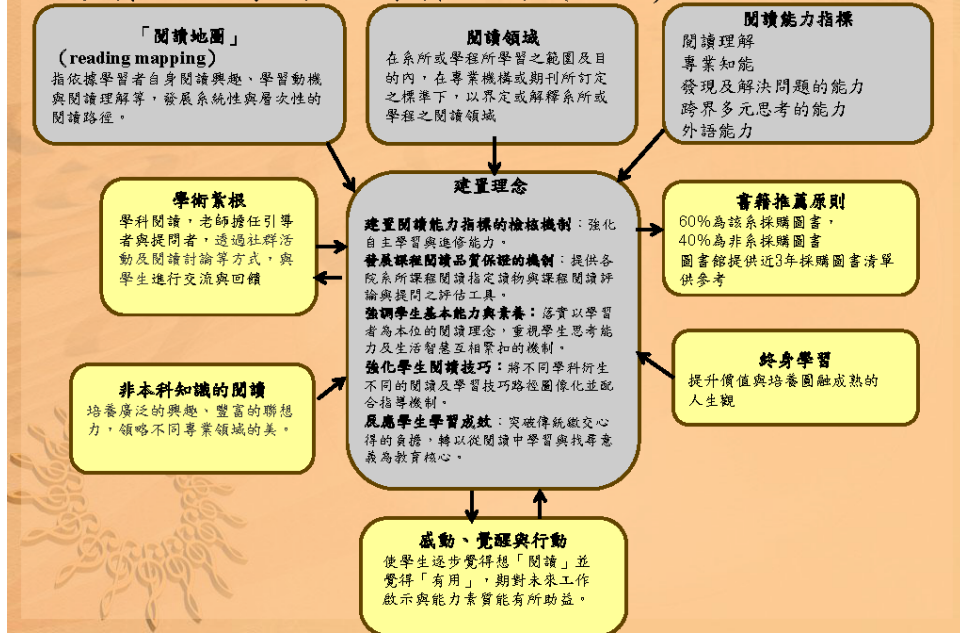 「閱讀地圖」
(reading mapping)
指依據學習者自身閱讀興趣、學習動機
與閱讀理解等，發展系統性與層次性的
閱讀路徑。
閱讀領域
在系所或學程所學習之範圍及目
的內，在專業機構或期刊所訂定
之標準下，以界定或解釋系所或
學程之閱讀領域
閱讀能力指標
閱讀理解
專業知能
發現及解決問題的能力
跨界多元思考的能力
外語能力
學術紮根
學科閱讀，老師擔任引導
者與提問者，透過社群活
動及閱讀討論等方式，與
學生進行交流與回饋
建置理念
建置閱讀能力指標的檢核機制：強化
自主學習與進修能力。
發展課程閱讀品質保證的機制：提供各
院系所課程閱讀指定讀物與課程閱讀評
論與提問之評估工具。
強調學生基本能力與素養：落實以學習
者為本位的閱讀理念，重視學生思考能
力及生活智慧互相緊扣的機制。
強化學生閱讀技巧：將不同學科衍生
不同的閱讀及學習技巧路徑圖像化並配
合指導機制。
反應學生學習成效：突破傳統繳交心
得的負擔，轉以從閱讀中學習與找尋意
義為教育核心。
書籍推薦原則
60%為該系採購圖書，
40%為非系採購圖書
圖書館提供近3年採購圖書清單
供參考
非本科知識的閱讀
培養廣泛的興趣、豐富的聯想
力，領略不同專業領域的美。
終身學習
提升價值與培養圓融成熟的
人生觀
感動、覺醒與行動
使學生逐步覺得想「閱讀」並
覺得「有用」，期對未來工作
啟示與能力素質能有所助益。